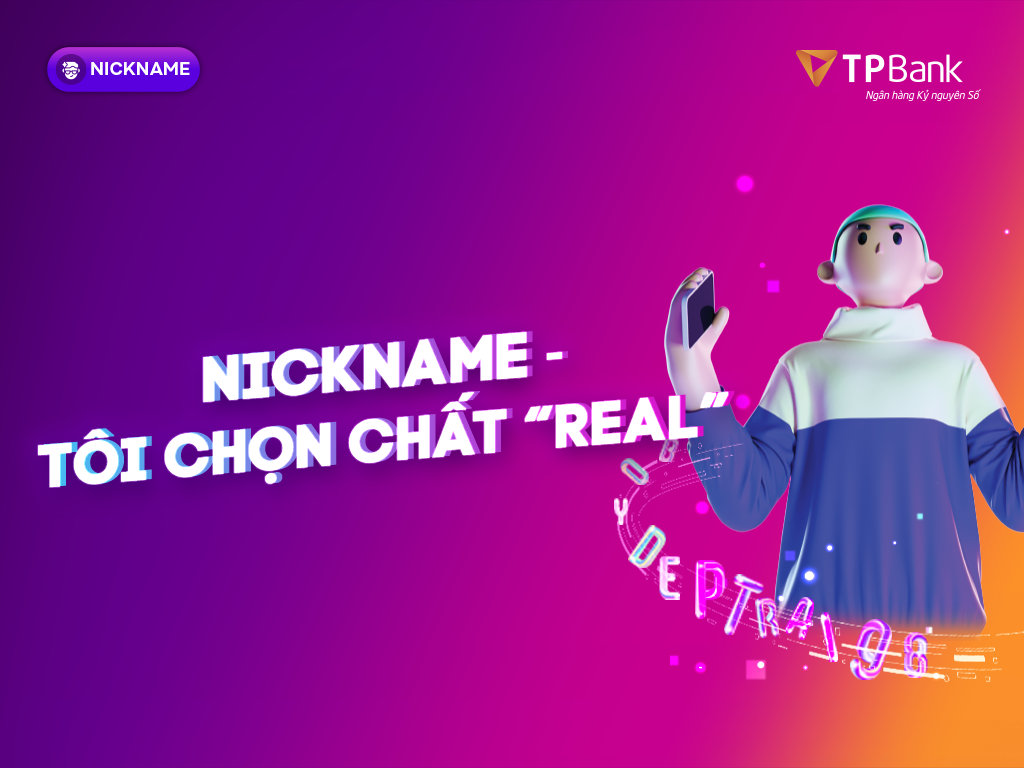 NICKNAME
TPBank
Ngân hàng Kỷ nguyên Số
NICKNAME -
TÔI CHỌN CHẤT “REAL”
DEPTRAI98